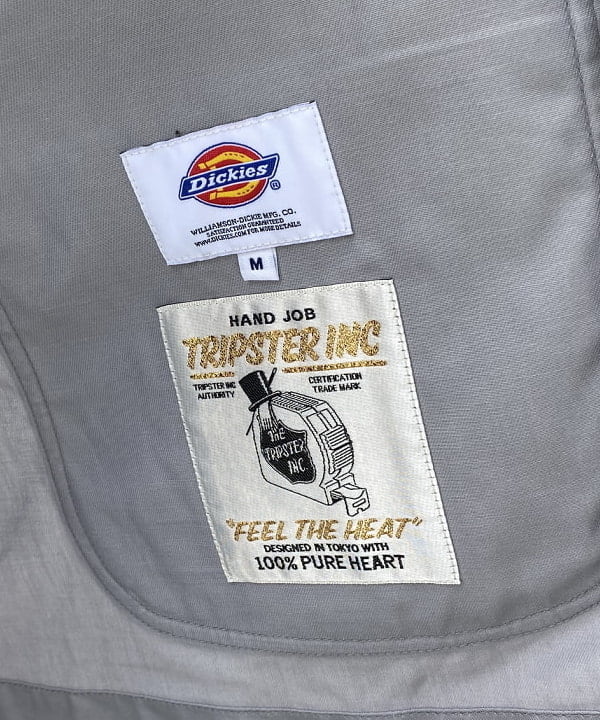 Dickies®
WILLIAMSON-DICKIE MFG. CO.
SATISFACTION GUARANTEED
WWW.DICKIES.COM FOR MORE DETAILS
M
HAND JOB
TRIPSTER INC
TRIPSTER INC
AUTHORITY
CERTIFICATION
TRADE MARK
THE
TRIPSTER
INC.
"FEEL THE HEAT"
DESIGNED IN TOKYO WITH
100% PURE HEART